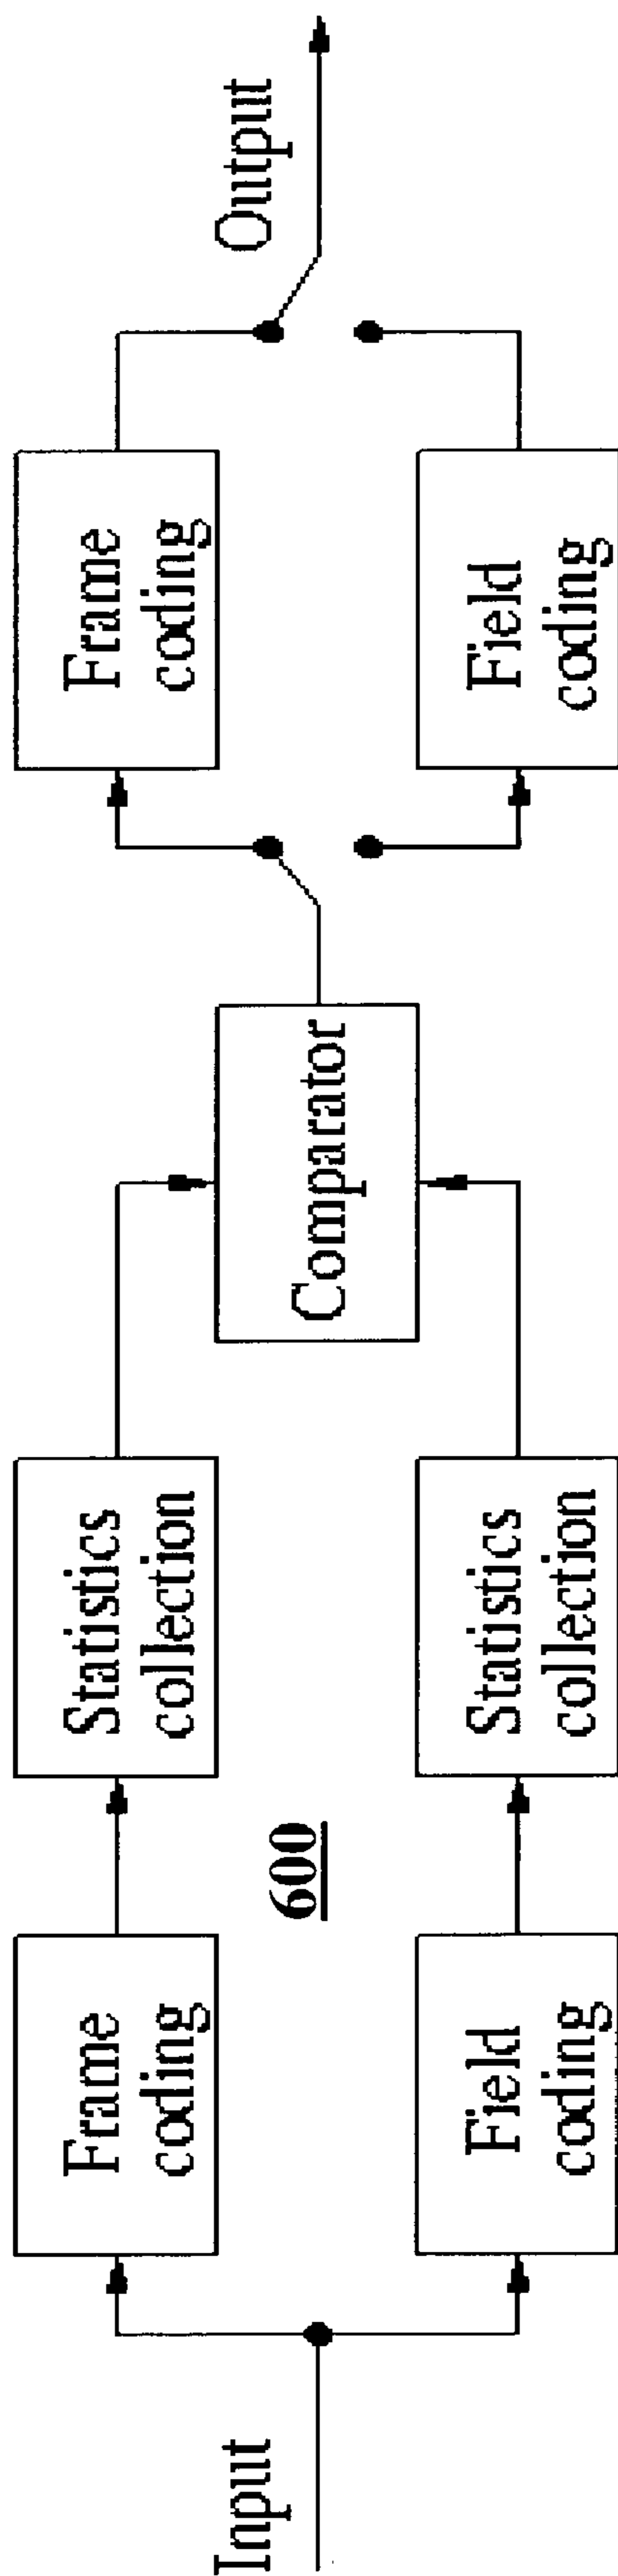 Input
Frame
coding
Field
coding
600
Statistics
collection
Statistics
collection
Comparator
Frame
coding
Field
coding
Output